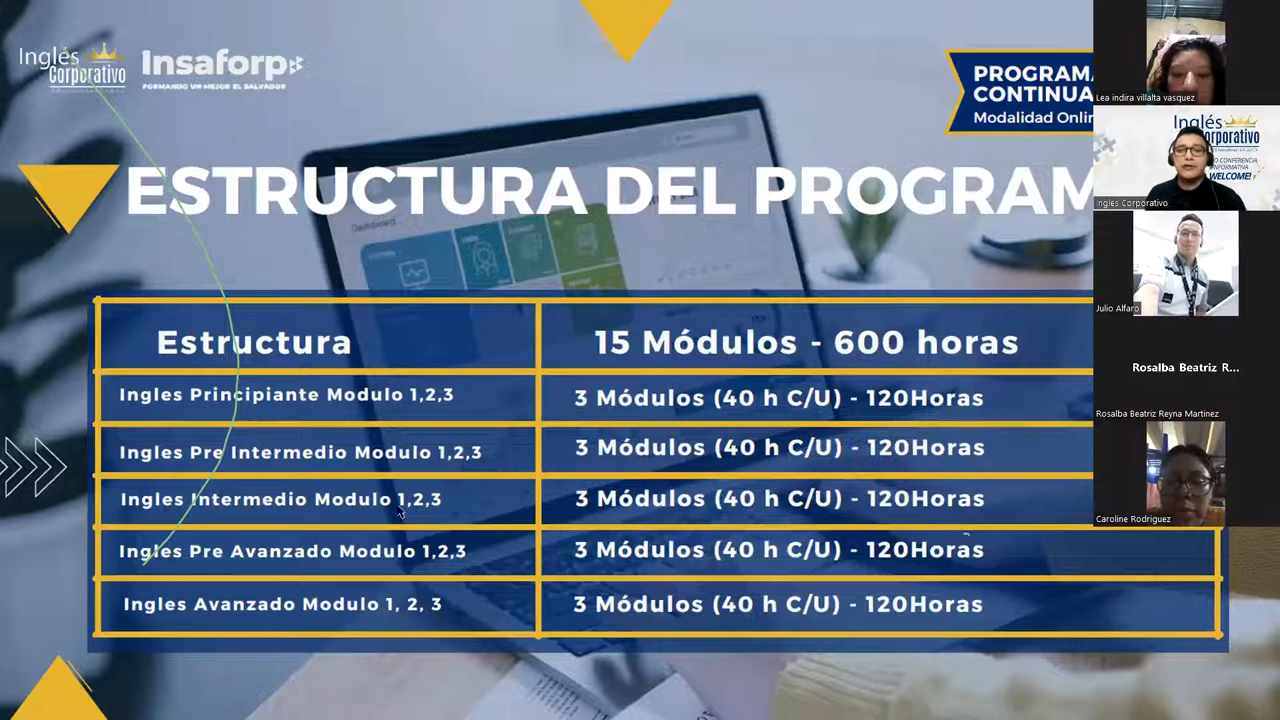 Inglés
Corporativo
Insaforp
FORMANDO UN MEJOR EL SALVADOR
PROGRAMA
CONTINUA
Modalidad Onlin
ESTRUCTURA DEL PROGRAM
Estructura
15 Módulos - 600 horas
Ingles Principiante Modulo 1,2,3
3 Módulos (40 h C/U) - 120Horas
Ingles Pre Intermedio Modulo 1,2,3
3 Módulos (40 h C/U) - 120Horas
Ingles Intermedio Modulo 1,2,3
3 Módulos (40 h C/U) - 120Horas
Ingles Pre Avanzado Modulo 1,2,3
3 Módulos (40 h C/U) - 120Horas
Ingles Avanzado Modulo 1, 2, 3
3 Módulos (40 h C/U) - 120Horas
Dashboard
Lea indira villalta vasquez
Inglés
orporativo
O CONFERENCIA
NFORMATIVA
WELCOME!
Ingles Corporativo
Julio Alfaro
Rosalba Beatriz R...
Rosalba Beatriz Reyna Martinez
Caroline Rodriguez